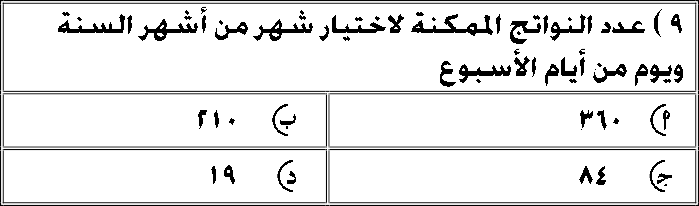 ٩ ) عدد النواتج الممكنة لاختيار شهر من أشهر السنة
ويوم من أيام الأسبوع
أ) ٣٦٠ ب) ٢١٠
ج) ٨٤ د) ١٩